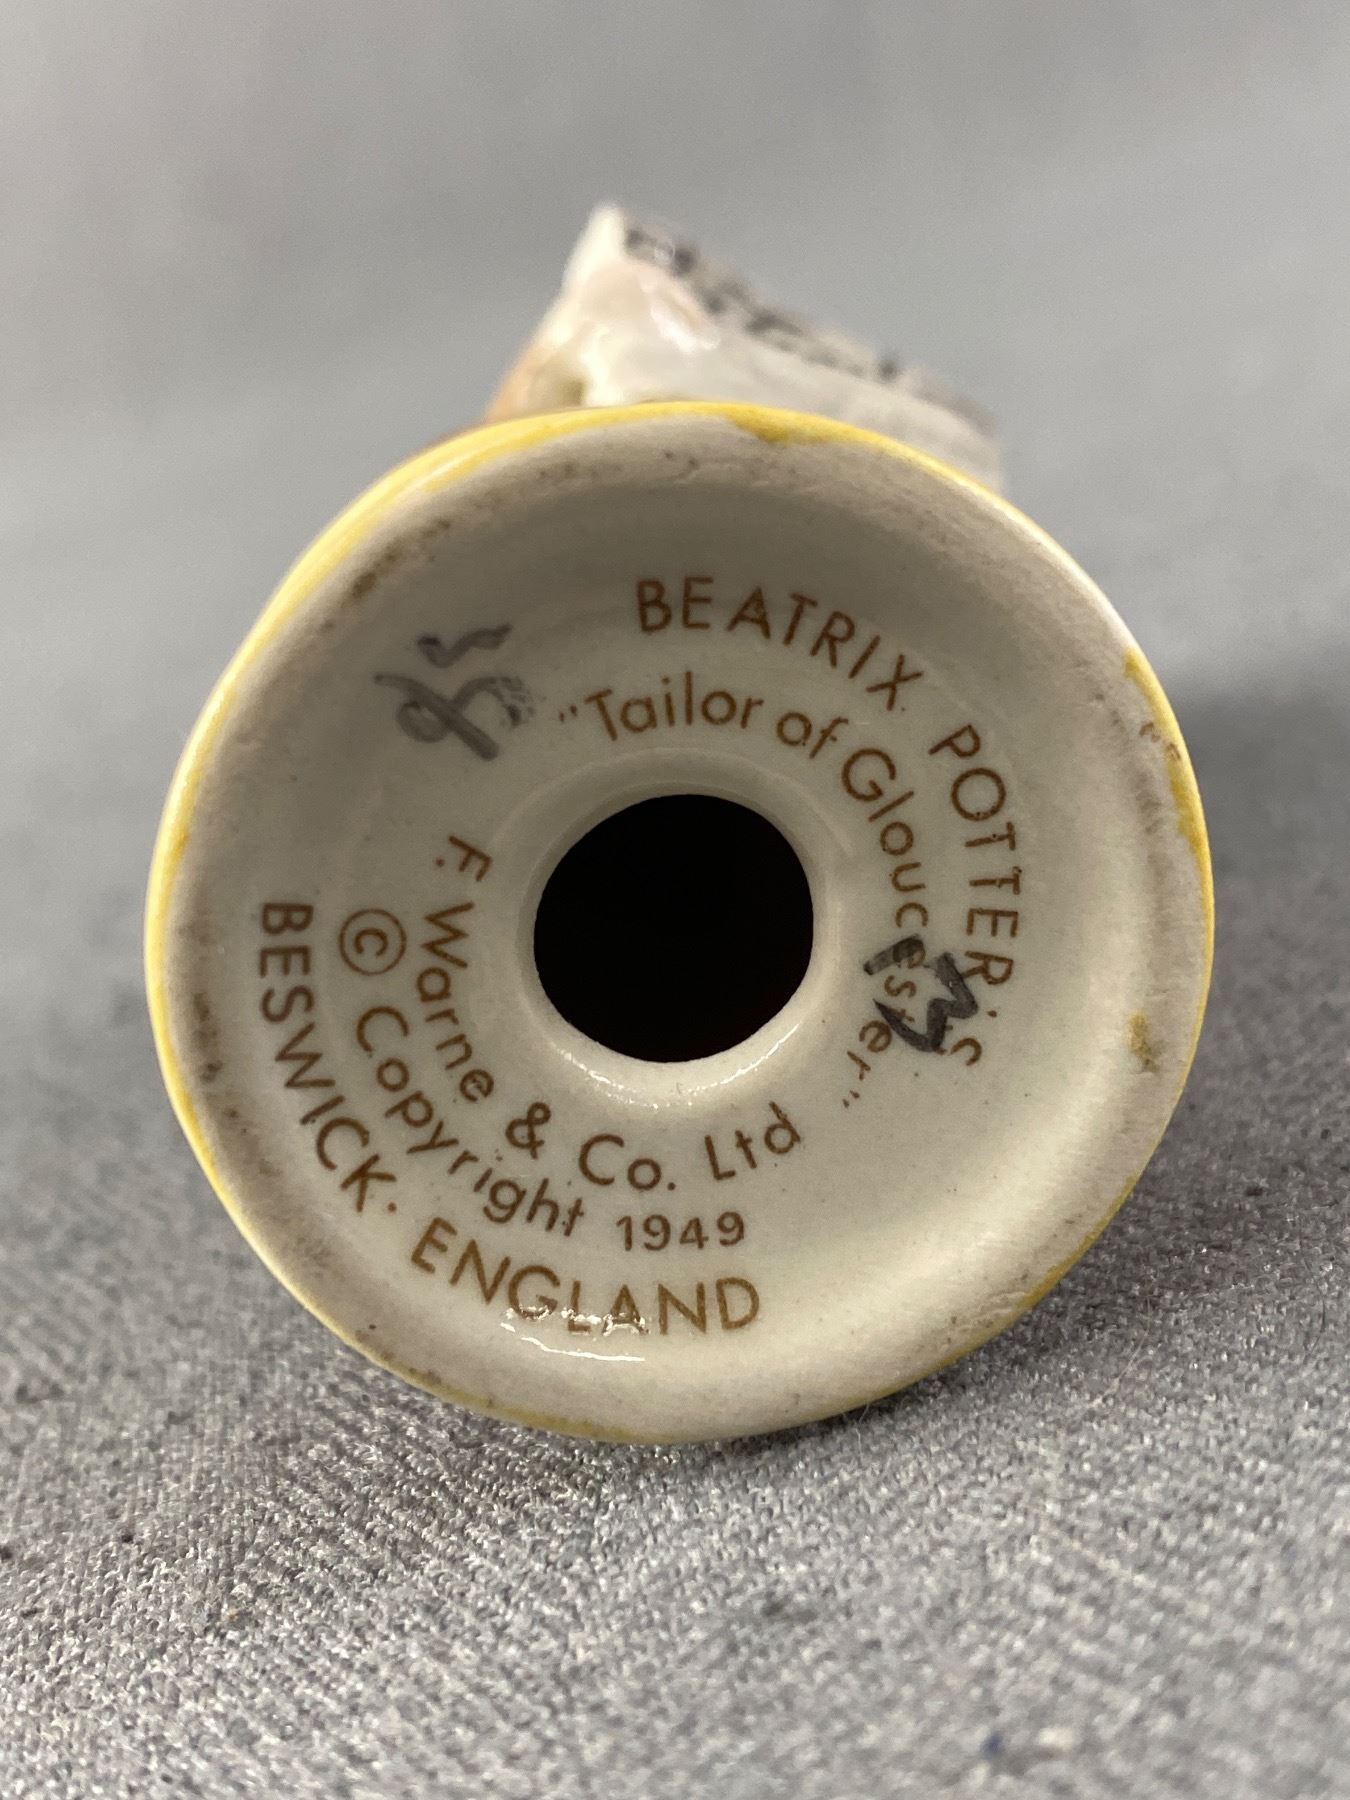 BEATRIX POTTER'S
"Tailor of Gloucester"
F. Warne & Co. Ltd
© Copyright 1949
BESWICK. ENGLAND